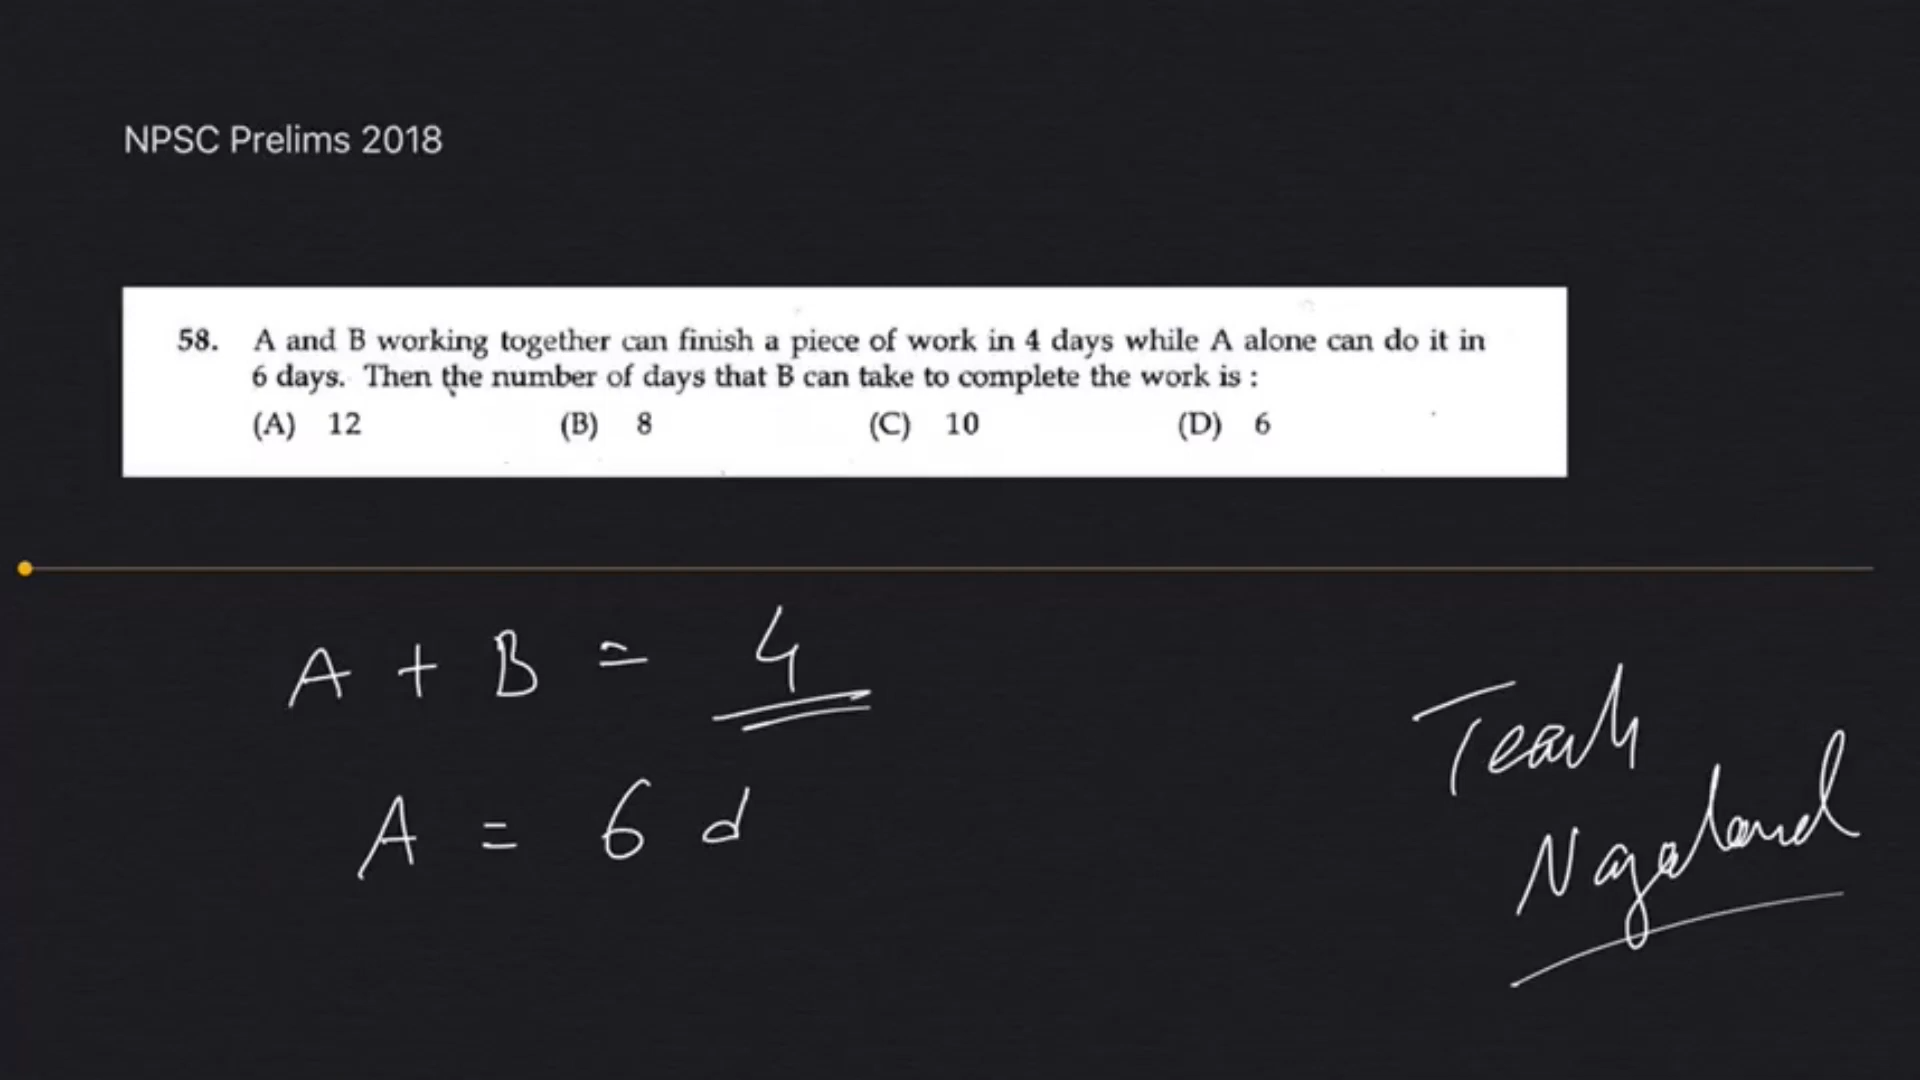 NPSC Prelims 2018
58. A and B working together can finish a piece of work in 4 days while A alone can do it in
6 days. Then the number of days that B can take to complete the work is :
(A) 12 (B) 8 (C) 10 (D) 6
A + B = 4
A = 6 d
Teach
Nagaland